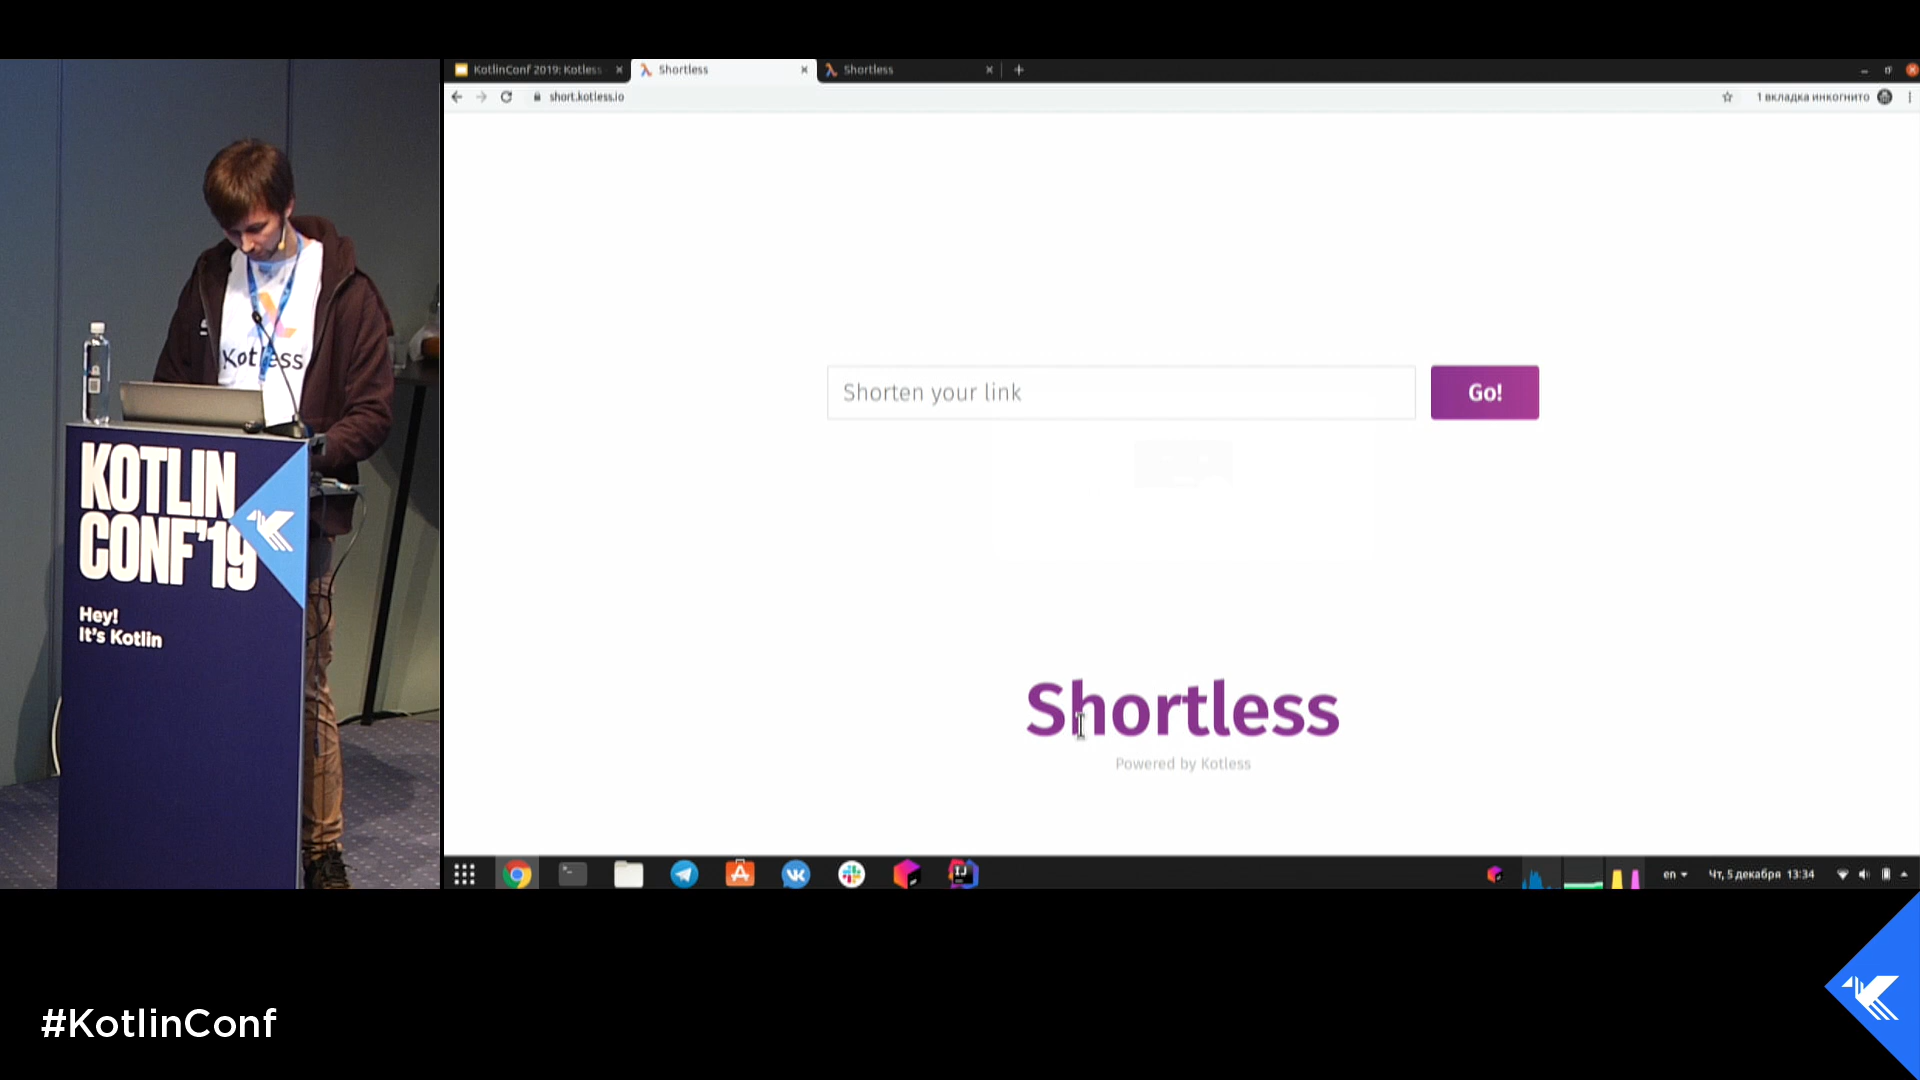 KotlinConf 2019: Kotless
Shortless
Shortless
short.kotless.io
1 вкладка инкогнито
Shorten your link
Go!
Shortless
Powered by Kotless
en
Чт, 5 декабря 13:34
Kotless
KOTLIN
CONF'19
Hey!
It's Kotlin
#KotlinConf